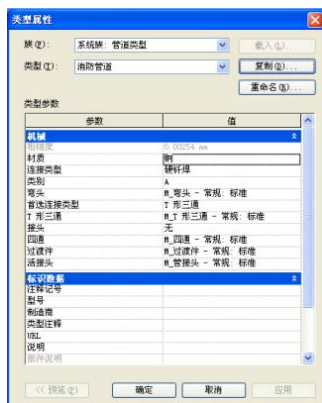 类型属性
族(F): 系统族: 管道类型 载入(L)...
类型(T): 消防管道 复制(D)...
重命名(R)...
类型参数
参数 值
机械
粗糙度 0.00254 mm
材质 钢
连接类型 硬钎焊
类别 A
弯头 M_弯头 - 常规: 标准
首选连接类型 T 形三通
T 形三通 M_T 形三通 - 常规: 标准
接头 无
四通 M_四通 - 常规: 标准
过渡件 M_过渡件 - 常规: 标准
活接头 M_管接头 - 常规: 标准
标识数据
注释记号
型号
制造商
类型注释
URL
说明
部件说明
<< 预览(P) 确定 取消 应用